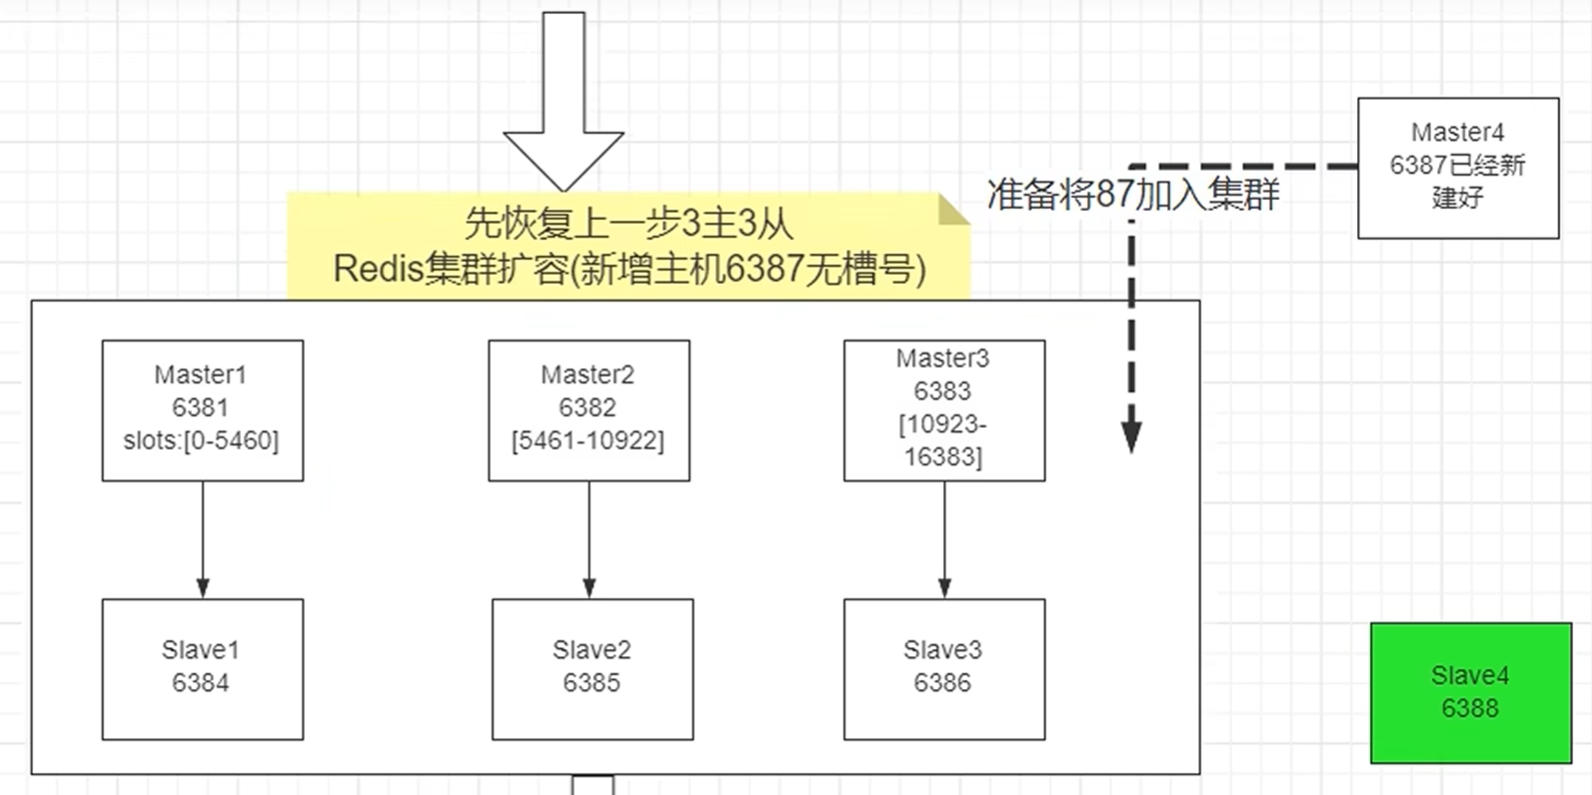 Master4
6387已经新
建好
准备将87加入集群
先恢复上一步3主3从
Redis集群扩容(新增主机6387无槽号)
Master1
6381
slots:[0-5460]
Master2
6382
[5461-10922]
Master3
6383
[10923-
16383]
Slave1
6384
Slave2
6385
Slave3
6386
Slave4
6388